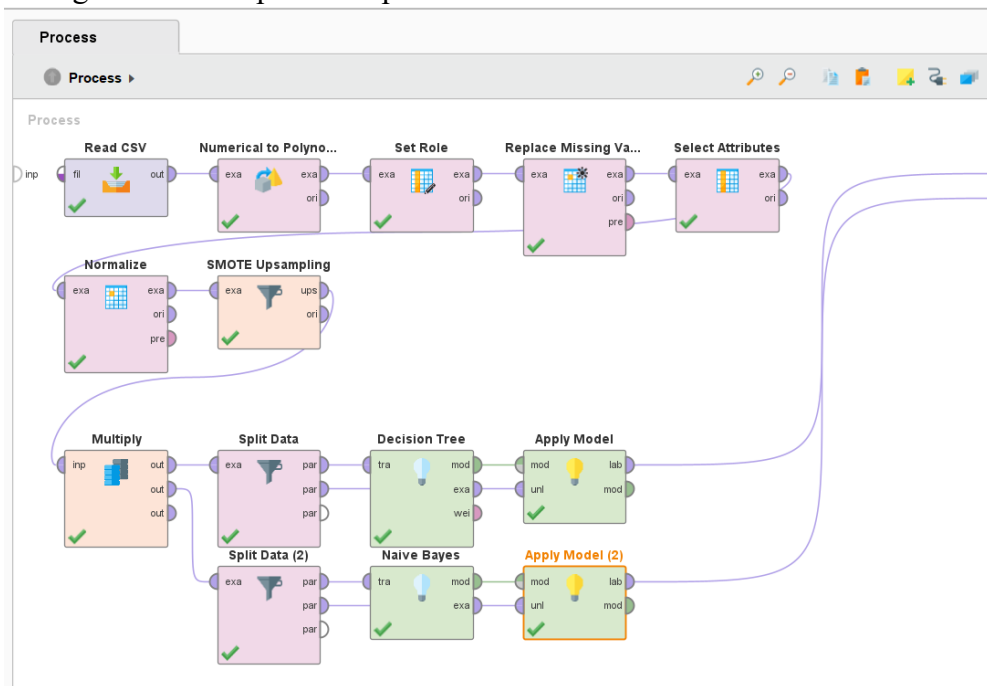 Process
Process
Process
Read CSV
Numerical to Polyno...
Set Role
Replace Missing Va...
Select Attributes
inp
fil
out
exa
exa
exa
exa
exa
exa
exa
exa
ori
ori
ori
ori
pre
Normalize
SMOTE Upsampling
exa
exa
exa
ups
ori
ori
pre
Multiply
Split Data
Decision Tree
Apply Model
inp
out
exa
par
tra
mod
mod
lab
out
par
exa
unl
mod
out
par
wei
Split Data (2)
Naive Bayes
Apply Model (2)
exa
par
tra
mod
mod
lab
par
exa
unl
mod
par